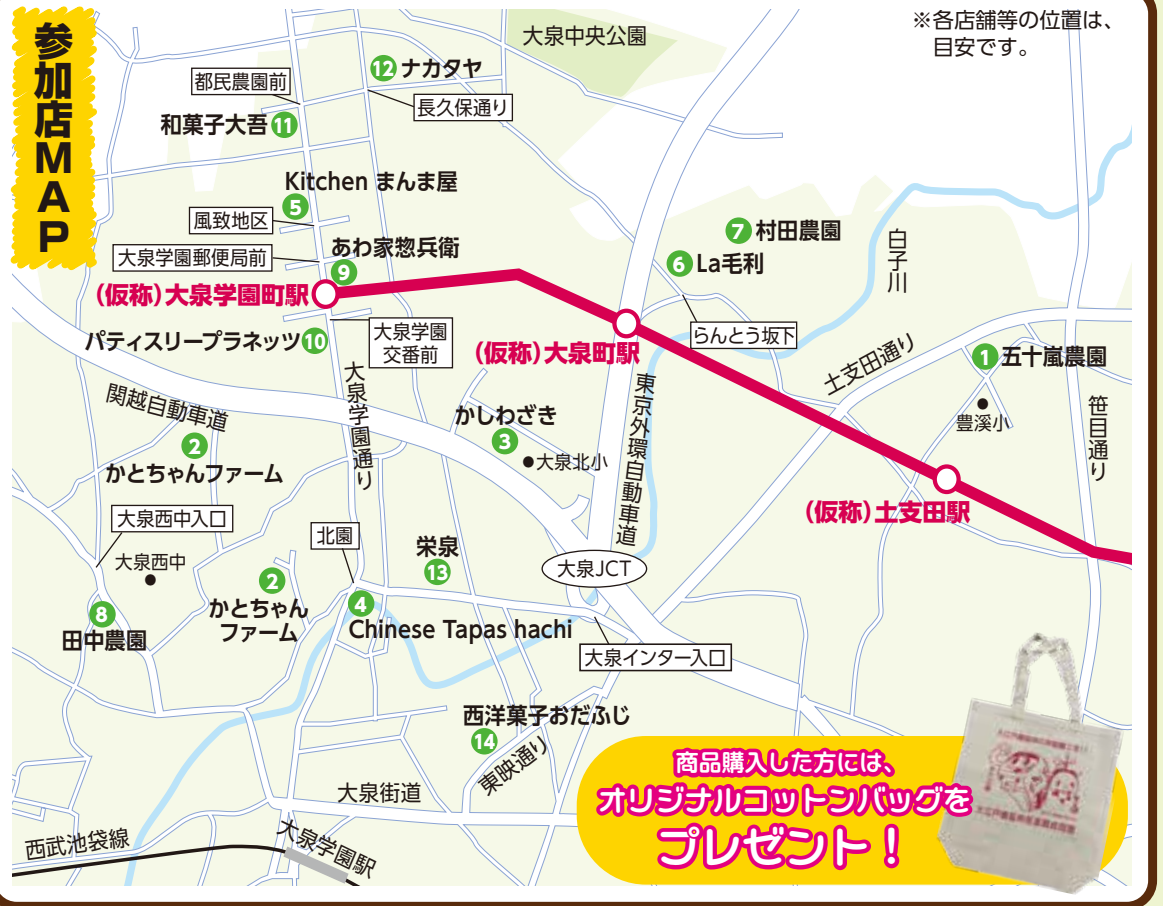 参加店MAP
※各店舗等の位置は、
目安です。
大泉中央公園
⑫ナカタヤ
都民農園前
長久保通り
和菓子大吾⑪
Kitchen まんま屋
⑤
風致地区
大泉学園郵便局前
あわ家惣兵衛
⑨
(仮称)大泉学園町駅
⑦村田農園
⑥La毛利
白子川
らんとう坂下
パティスリープラネッツ⑩
大泉学園
交番前
(仮称)大泉町駅
土支田通り
①五十嵐農園
豊渓小
笹目通り
関越自動車道
大泉学園通り
②
かとちゃんファーム
かしわざき
③
大泉北小
東京外環自動車道
(仮称)土支田駅
大泉西中入口
大泉西中
⑧
田中農園
北園
②
かとちゃん
ファーム
栄泉
⑬
④
Chinese Tapas hachi
大泉JCT
大泉インター入口
西洋菓子おだふじ
⑭
東映通り
大泉街道
西武池袋線
大泉学園駅
商品購入した方には、
オリジナルコットンバッグを
プレゼント！